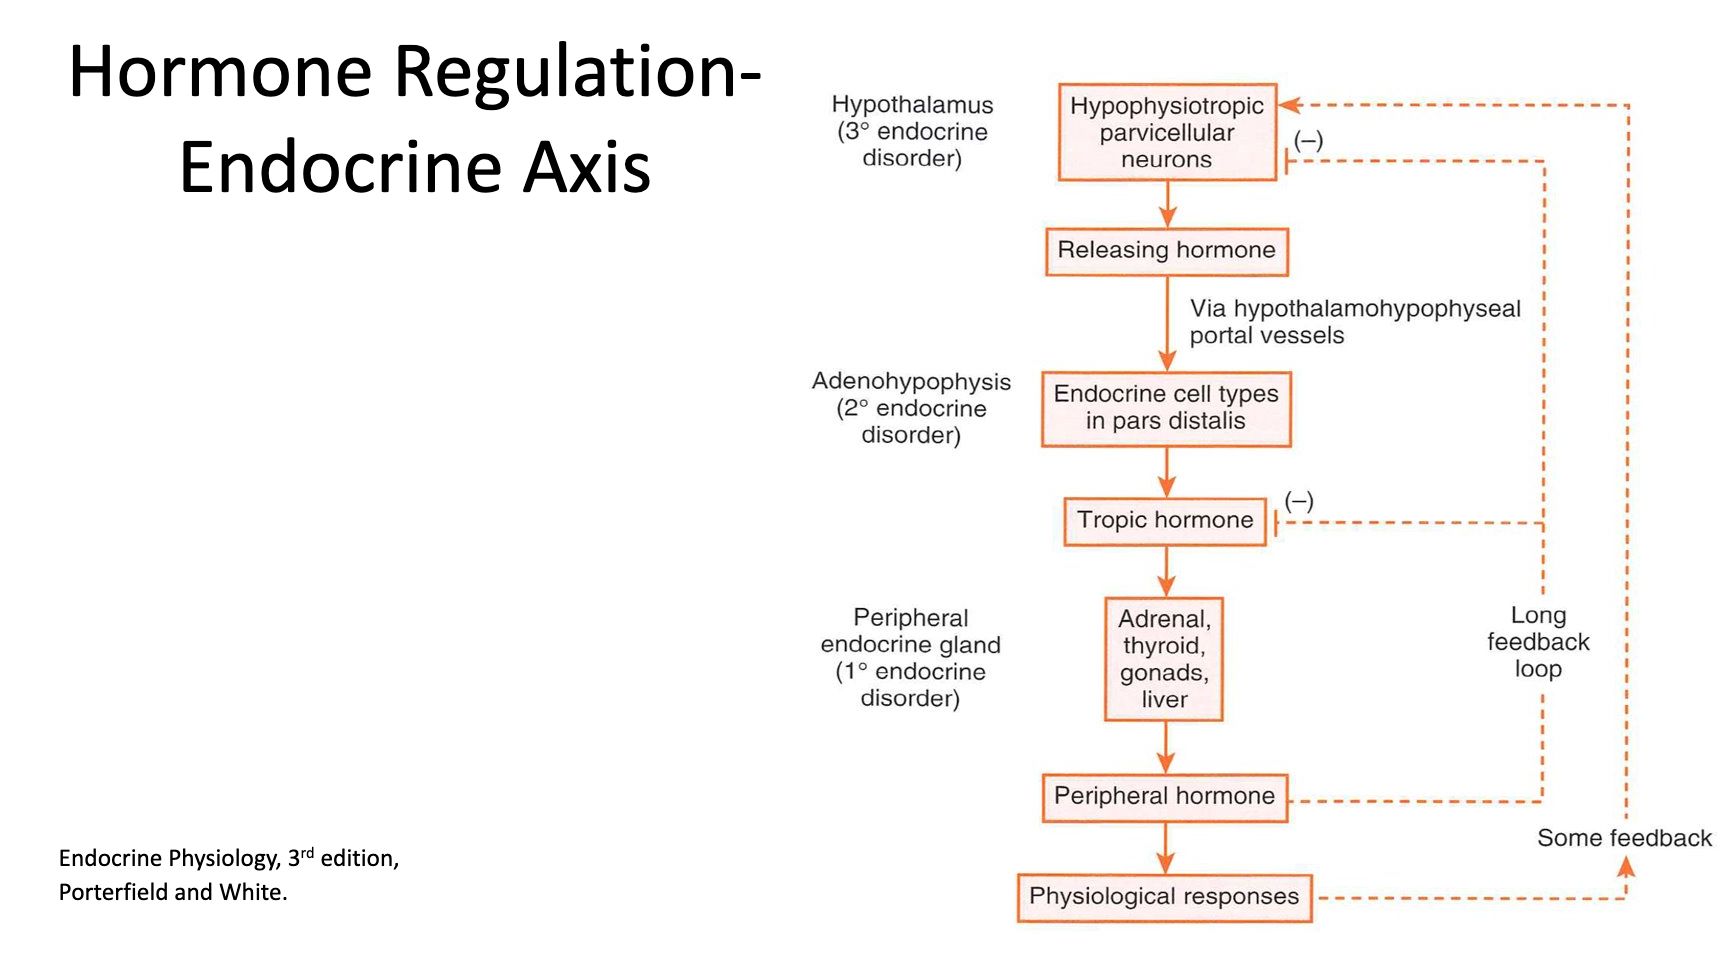 Hormone Regulation-
Endocrine Axis
Hypothalamus
(3° endocrine
disorder)
Hypophysiotropic
parvicellular
neurons
(–)
Releasing hormone
Via hypothalamohypophyseal
portal vessels
Adenohypophysis
(2° endocrine
disorder)
Endocrine cell types
in pars distalis
Tropic hormone
(–)
Peripheral
endocrine gland
(1° endocrine
disorder)
Adrenal,
thyroid,
gonads,
liver
Long
feedback
loop
Peripheral hormone
Some feedback
Physiological responses
Endocrine Physiology, 3rd edition,
Porterfield and White.